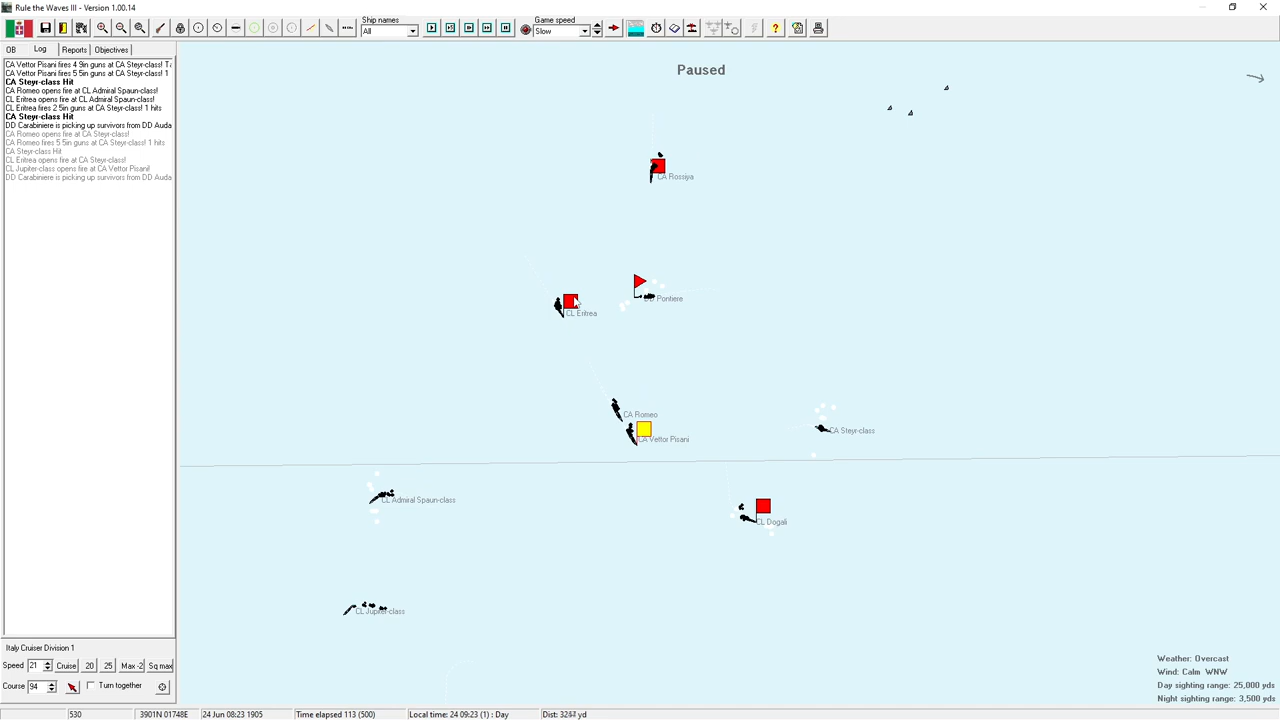 Rule the Waves III - Version 1.00.14
Ship names
All
Game speed
Slow
OB Log Reports Objectives
CA Vettor Pisani fires 4 9in guns at CA Steyr-class!
CA Vettor Pisani fires 5 5in guns at CA Steyr-class! 1
CA Steyr-class Hit
CA Romeo opens fire at CL Admiral Spaun-class!
CL Eritrea opens fire at CL Admiral Spaun-class!
CL Eritrea fires 2 5in guns at CA Steyr-class! 1 hits
CA Steyr-class Hit
DD Carabiniere is picking up survivors from DD Auda
CA Romeo opens fire at CA Steyr-class!
CA Romeo fires 5 5in guns at CA Steyr-class! 1 hits
CA Steyr-class Hit
CL Eritrea opens fire at CA Steyr-class!
CL Jupiter-class opens fire at CA Vettor Pisani!
DD Carabiniere is picking up survivors from DD Auda
Paused
CA Rossiya
DD Pontiere
CL Eritrea
CA Romeo
CA Vettor Pisani
CA Steyr-class
CL Admiral Spaun-class
CL Dogali
CL Jupiter-class
Italy Cruiser Division 1
Speed 21 Cruise 20 25 Max -2 Sq max
Course 94 Turn together
Weather: Overcast
Wind: Calm WNW
Day sighting range: 25,000 yds
Night sighting range: 3,500 yds
530 3901N 01748E 24 Jun 08:23 1905 Time elapsed 113 (500) Local time: 24 09:23 (1) : Day Dist: yd